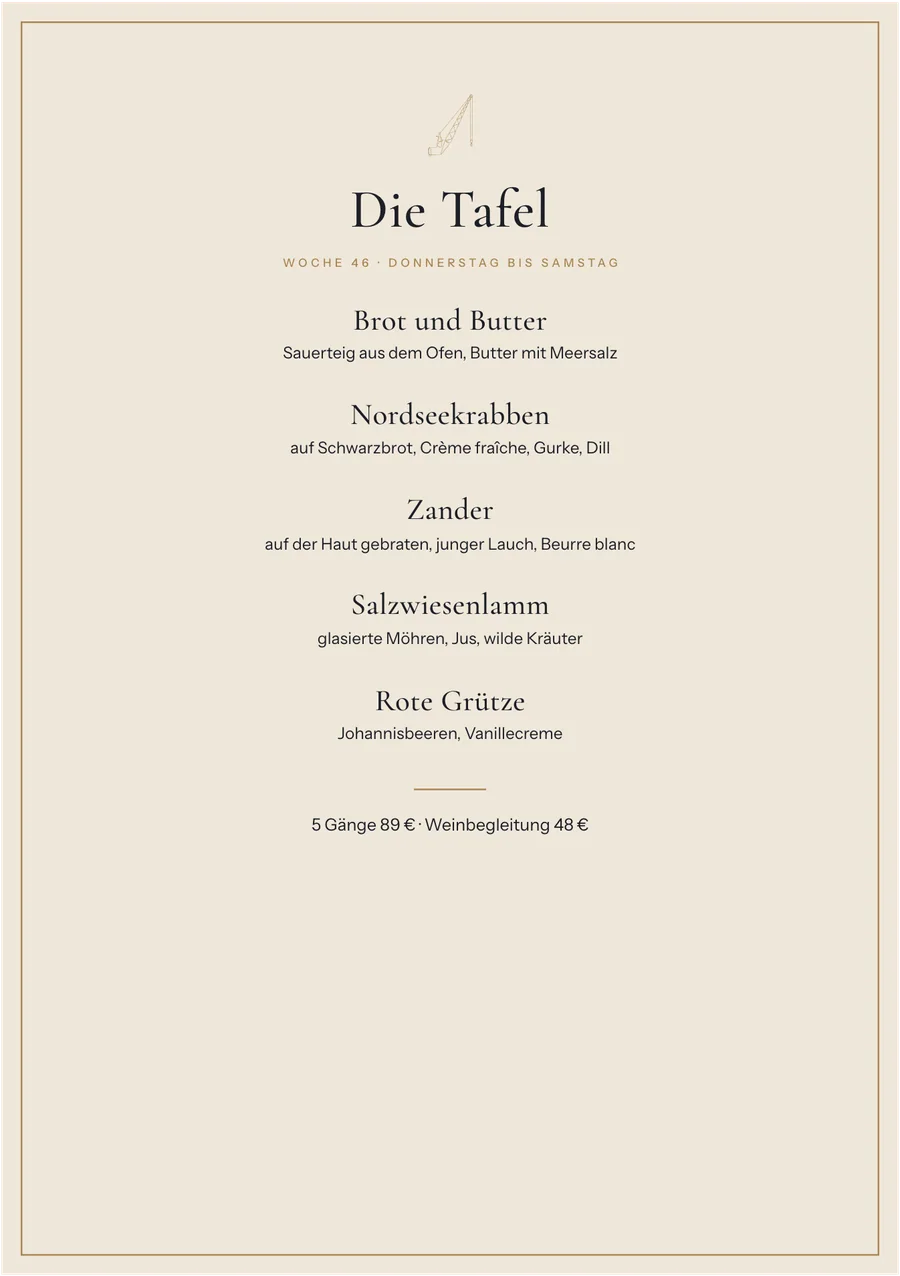 Die Tafel
WOCHE 46 · DONNERSTAG BIS SAMSTAG
Brot und Butter
Sauerteig aus dem Ofen, Butter mit Meersalz
Nordseekrabben
auf Schwarzbrot, Crème fraîche, Gurke, Dill
Zander
auf der Haut gebraten, junger Lauch, Beurre blanc
Salzwiesenlamm
glasierte Möhren, Jus, wilde Kräuter
Rote Grütze
Johannisbeeren, Vanillecreme
5 Gänge 89 € · Weinbegleitung 48 €